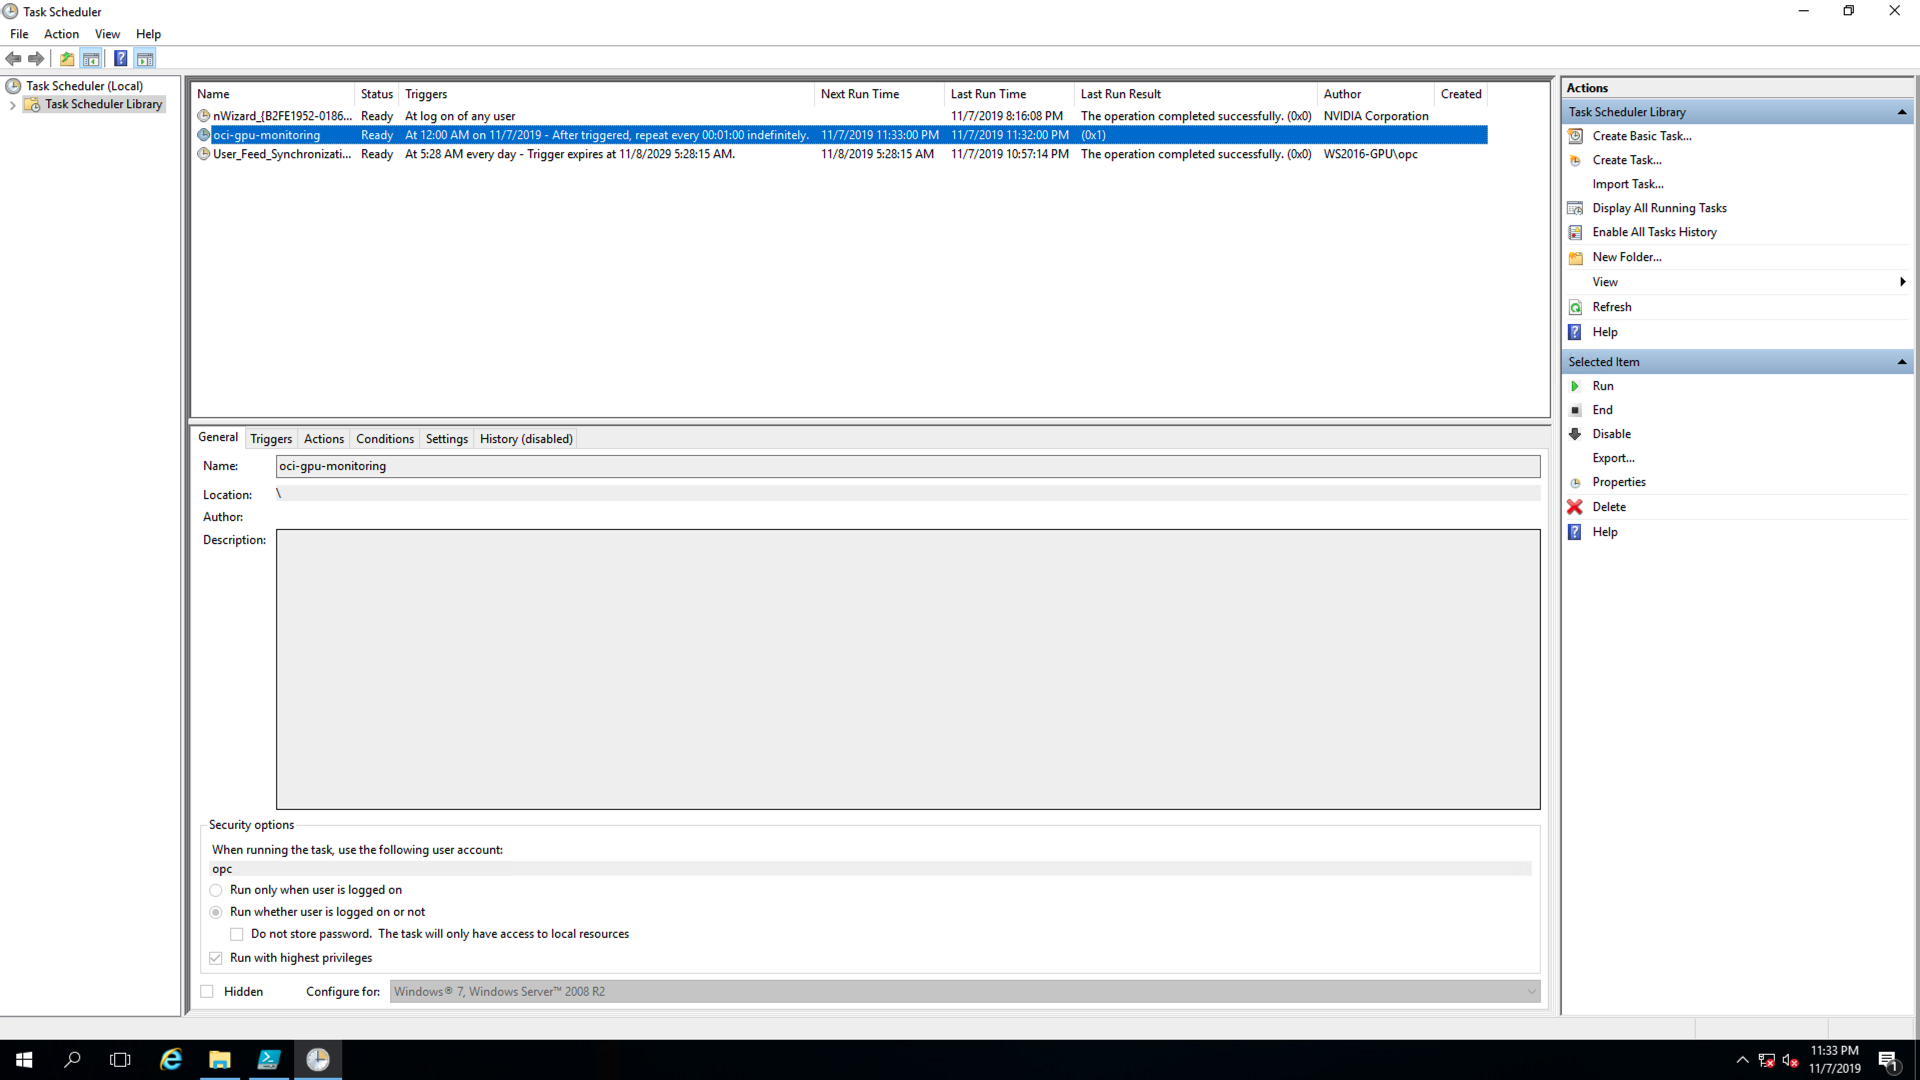 Task Scheduler
File Action View Help
Task Scheduler (Local)
Task Scheduler Library
Name Status Triggers Next Run Time Last Run Time Last Run Result Author Created
nWizard_{B2FE1952-0186... Ready At log on of any user 11/7/2019 8:16:08 PM The operation completed successfully. (0x0) NVIDIA Corporation
oci-gpu-monitoring Ready At 12:00 AM on 11/7/2019 - After triggered, repeat every 00:01:00 indefinitely. 11/7/2019 11:33:00 PM 11/7/2019 11:32:00 PM (0x1)
User_Feed_Synchronizati... Ready At 5:28 AM every day - Trigger expires at 11/8/2029 5:28:15 AM. 11/8/2019 5:28:15 AM 11/7/2019 10:57:14 PM The operation completed successfully. (0x0) WS2016-GPU\opc
General Triggers Actions Conditions Settings History (disabled)
Name: oci-gpu-monitoring
Location: \
Author:
Description:
Security options
When running the task, use the following user account:
opc
Run only when user is logged on
Run whether user is logged on or not
Do not store password. The task will only have access to local resources
Run with highest privileges
Hidden Configure for: Windows® 7, Windows Server™ 2008 R2
Actions
Task Scheduler Library
Create Basic Task...
Create Task...
Import Task...
Display All Running Tasks
Enable All Tasks History
New Folder...
View
Refresh
Help
Selected Item
Run
End
Disable
Export...
Properties
Delete
Help
11:33 PM
11/7/2019
1